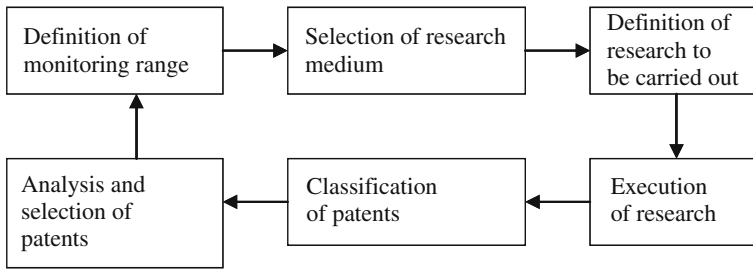 Definition of
monitoring range
Selection of research
medium
Definition of
research to
be carried out
Execution
of research
Classification
of patents
Analysis and
selection of
patents